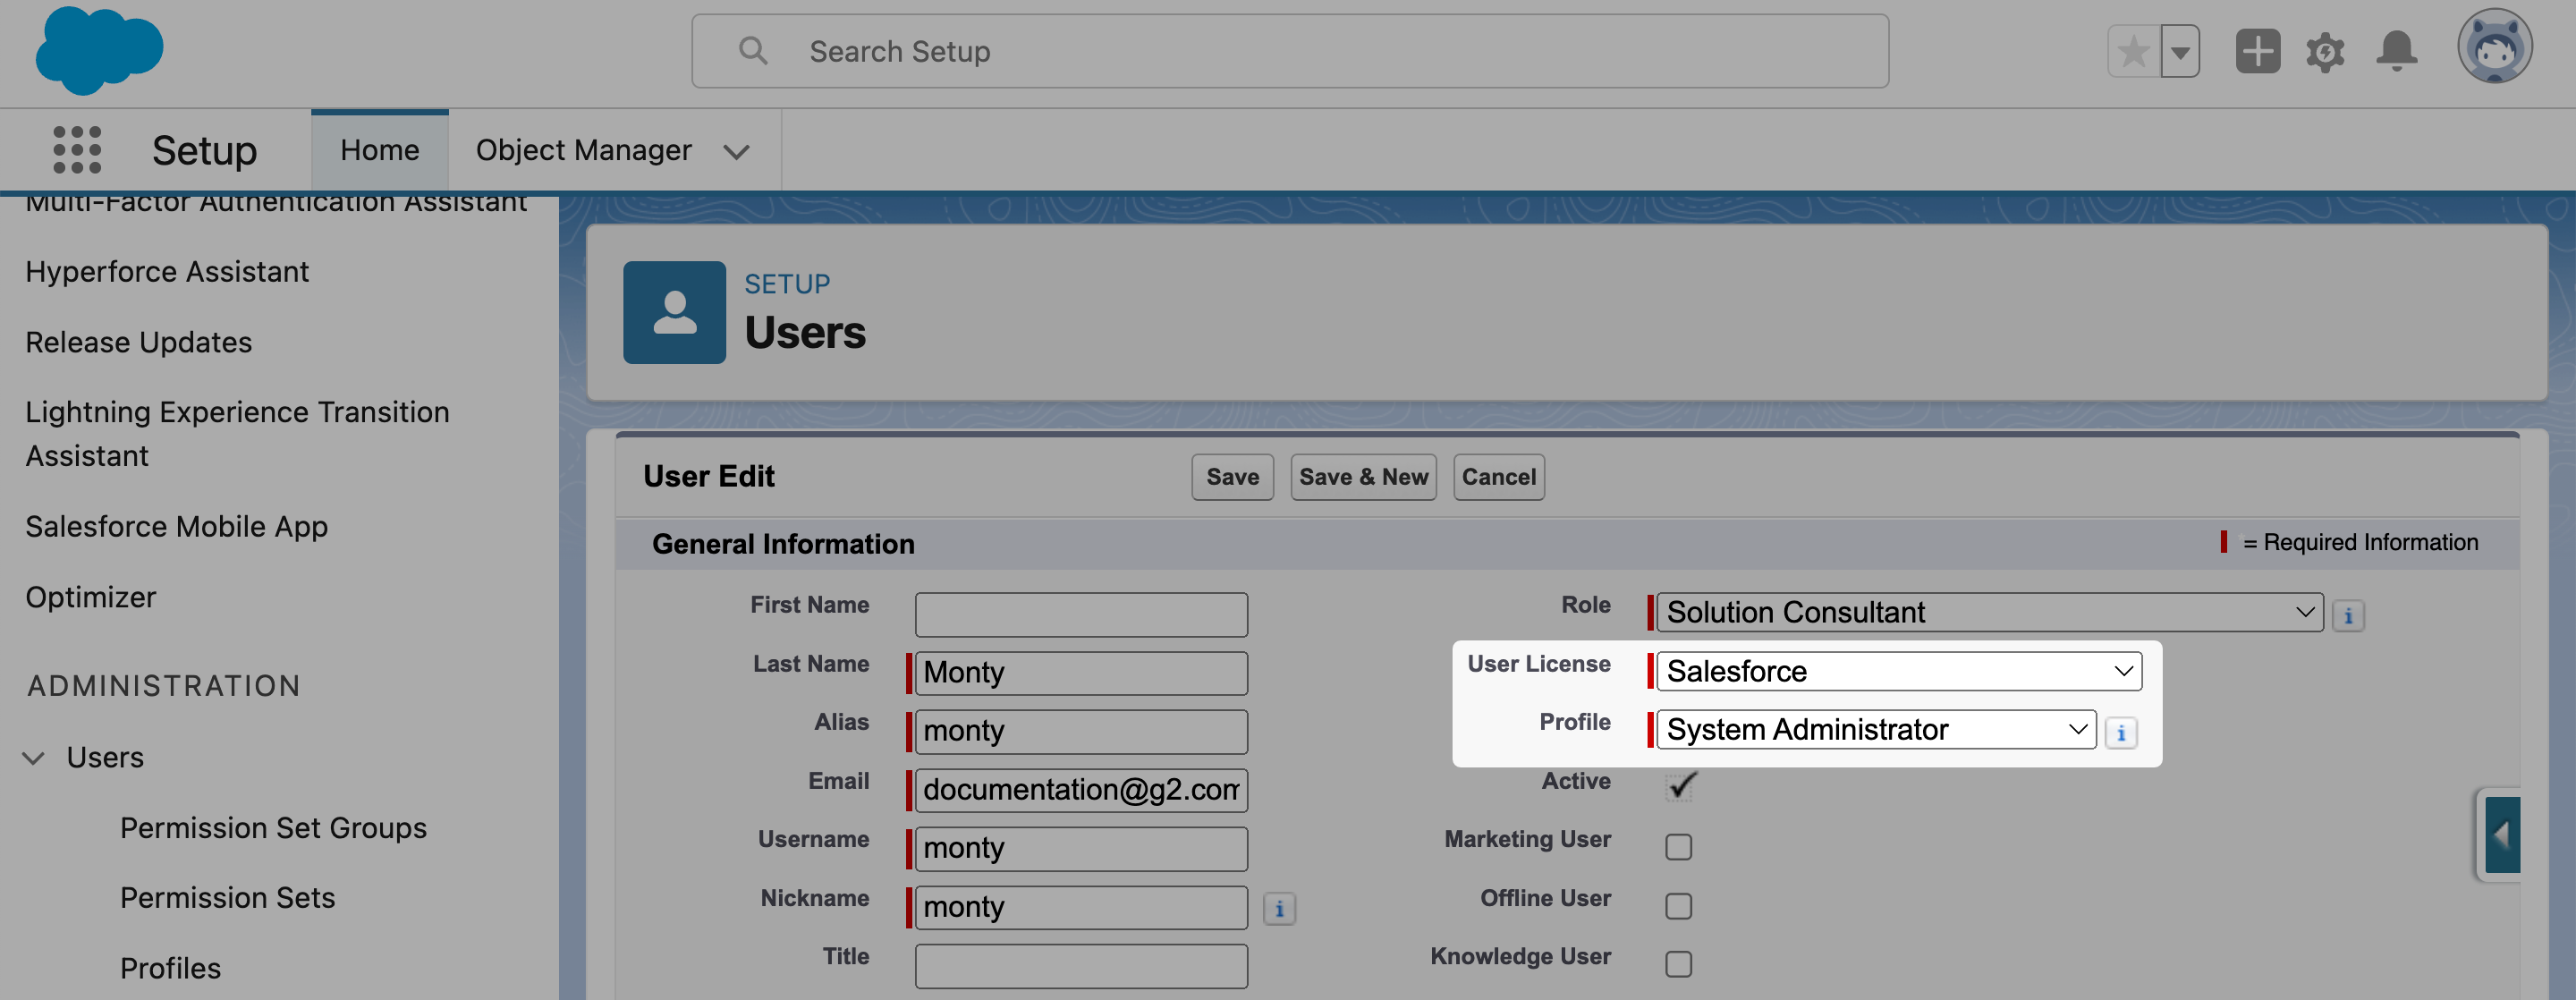 Search Setup
Setup
Home
Object Manager
Multi-Factor Authentication Assistant
Hyperforce Assistant
Release Updates
Lightning Experience Transition
Assistant
Salesforce Mobile App
Optimizer
ADMINISTRATION
Users
Permission Set Groups
Permission Sets
Profiles
SETUP
Users
User Edit
Save
Save & New
Cancel
General Information
= Required Information
First Name
Last Name Monty
Alias monty
Email documentation@g2.com
Username monty
Nickname monty
Title
Role Solution Consultant
User License Salesforce
Profile System Administrator
Active
Marketing User
Offline User
Knowledge User